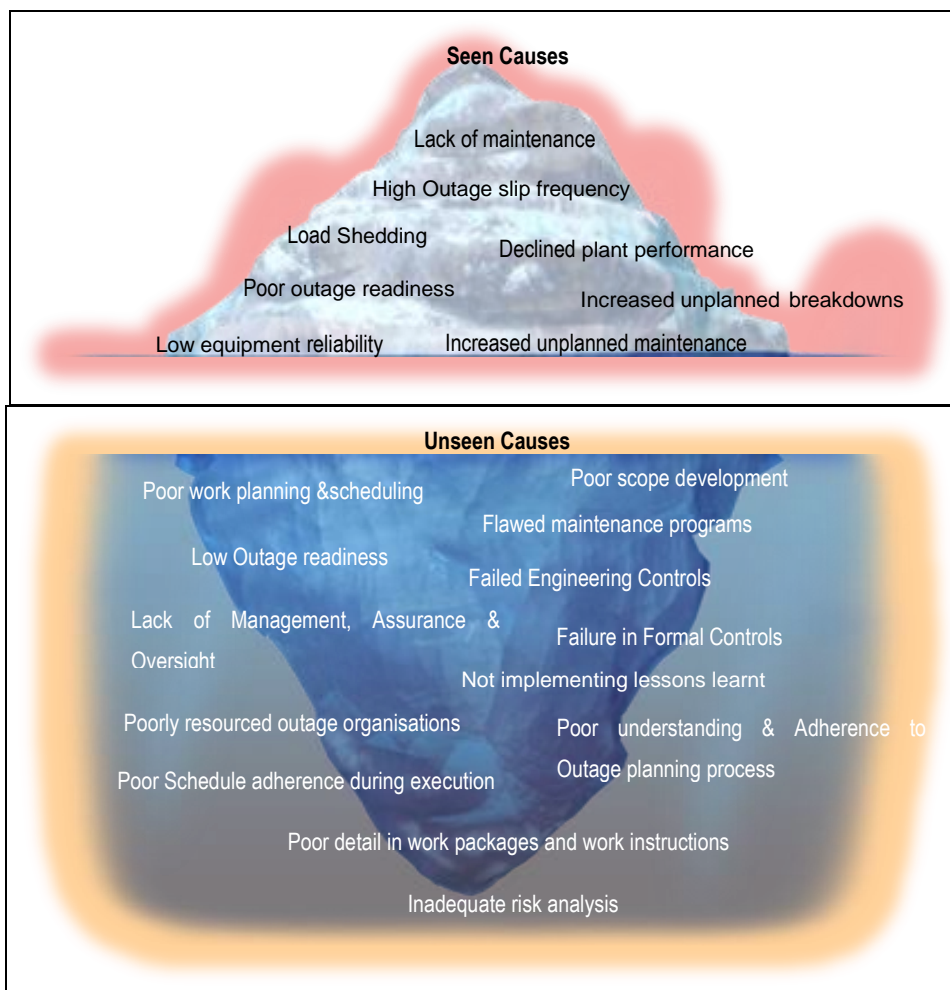 Seen Causes
Lack of maintenance
High Outage slip frequency
Load Shedding
Declined plant performance
Poor outage readiness
Increased unplanned breakdowns
Low equipment reliability
Increased unplanned maintenance
Unseen Causes
Poor scope development
Poor work planning &scheduling
Flawed maintenance programs
Low Outage readiness
Failed Engineering Controls
Lack of Management, Assurance &
Oversight
Failure in Formal Controls
Not implementing lessons learnt
Poorly resourced outage organisations
Poor understanding & Adherence to
Outage planning process
Poor Schedule adherence during execution
Poor detail in work packages and work instructions
Inadequate risk analysis